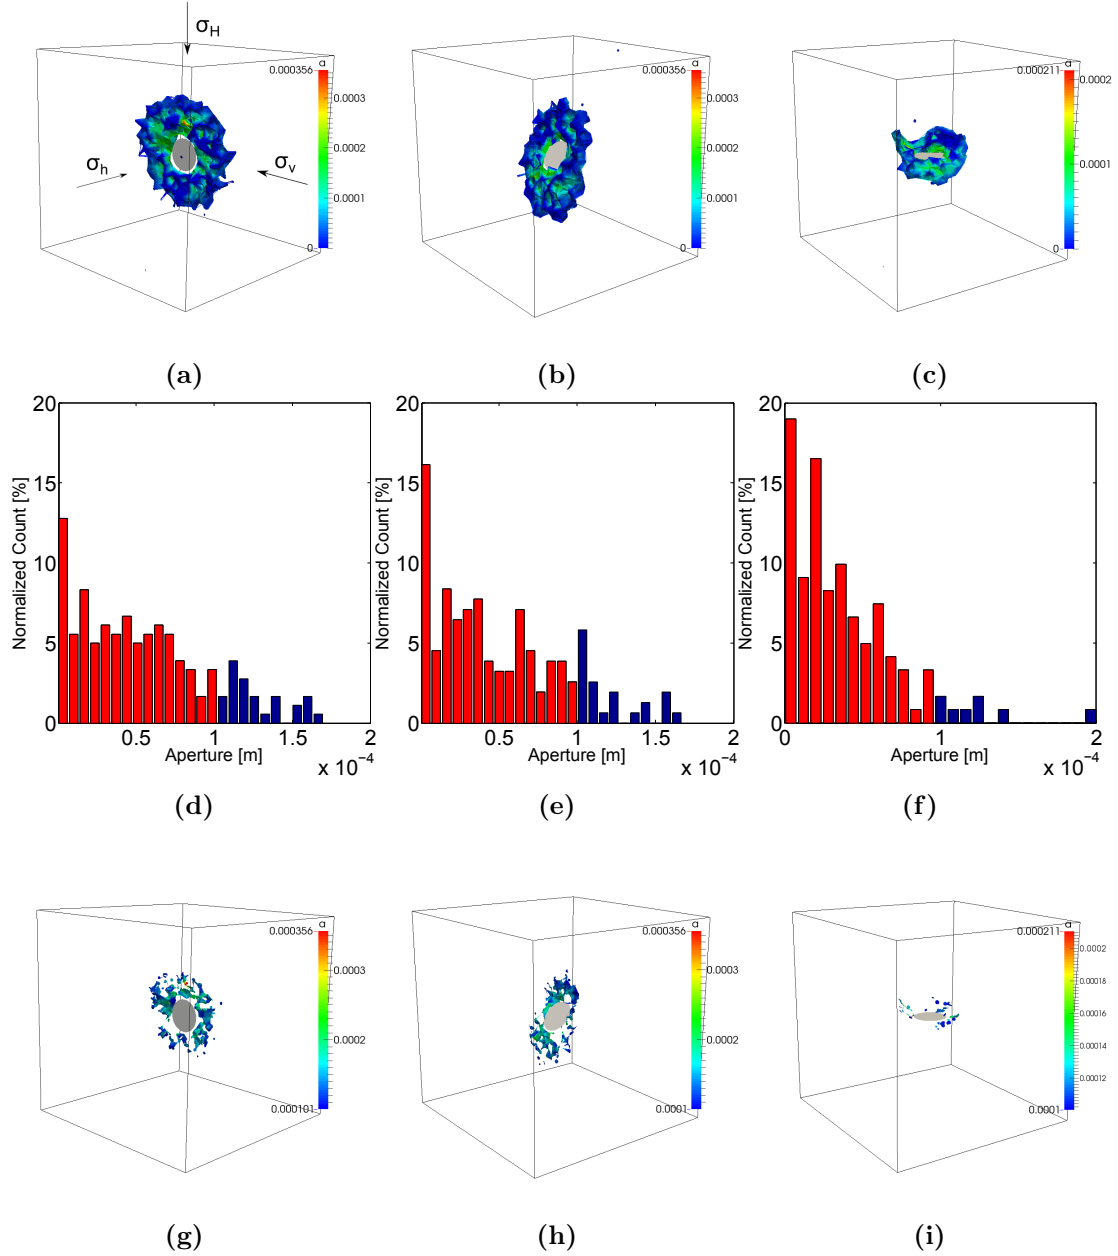 σH
σh
σv
a
0.000356
0.0003
0.0002
0.0001
0
a
0.000356
0.0003
0.0002
0.0001
0
a
0.000211
0.0002
0.0001
0
(a) (b) (c)
20
15
10
5
0
Normalized Count [%]
0.5 1 1.5 2
Aperture [m]
x 10⁻⁴
20
15
10
5
0
Normalized Count [%]
0.5 1 1.5 2
Aperture [m]
x 10⁻⁴
20
15
10
5
0
Normalized Count [%]
0 1 2
Aperture [m]
x 10⁻⁴
(d) (e) (f)
a
0.000356
0.0003
0.0002
0.000101
a
0.000356
0.0003
0.0002
0.0001
a
0.000211
0.0002
0.00018
0.00016
0.00014
0.00012
0.0001
(g) (h) (i)